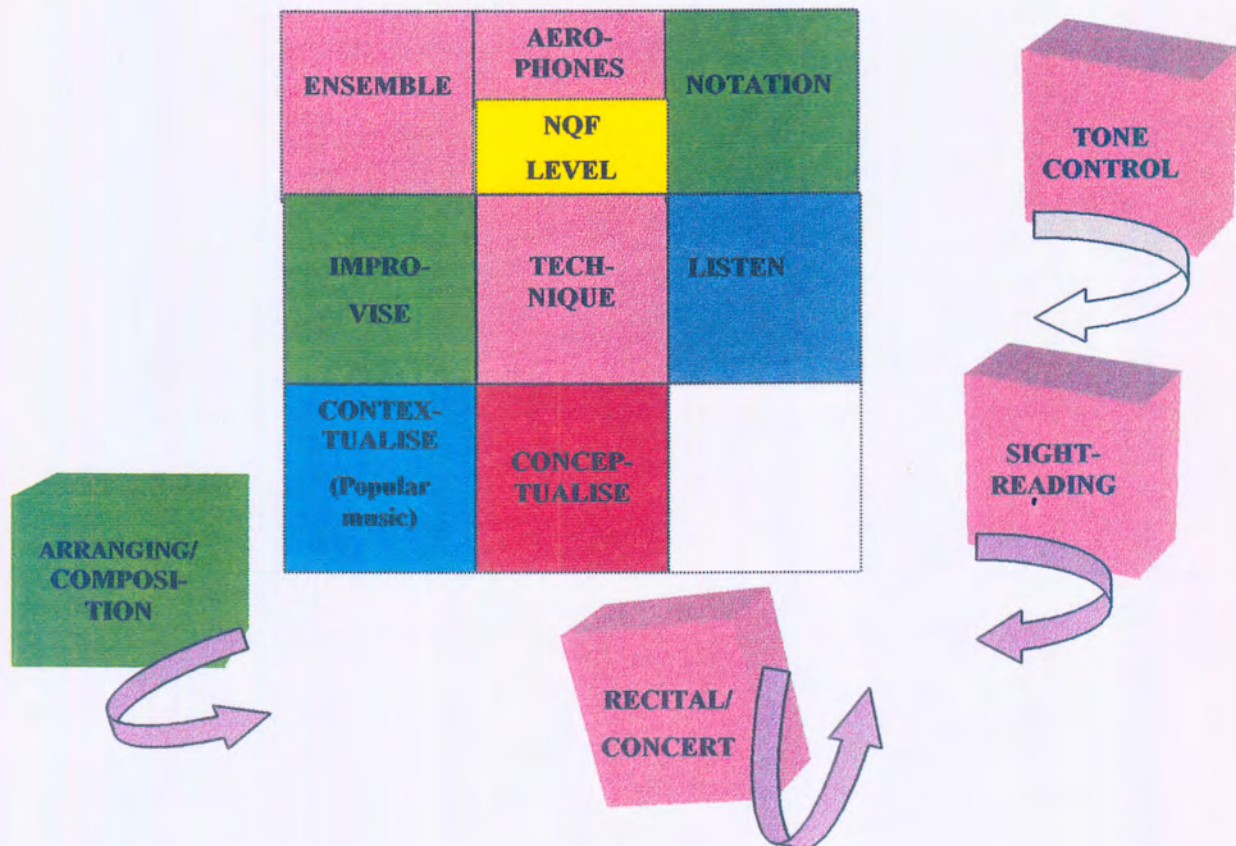 ENSEMBLE
AERO-
PHONES
NQF
LEVEL
NOTATION
IMPRO-
VISE
TECH-
NIQUE
LISTEN
CONTEX-
TUALISE
(Popular
music)
CONCEP-
TUALISE
TONE
CONTROL
SIGHT-
READING
ARRANGING/
COMPOSI-
TION
RECITAL/
CONCERT